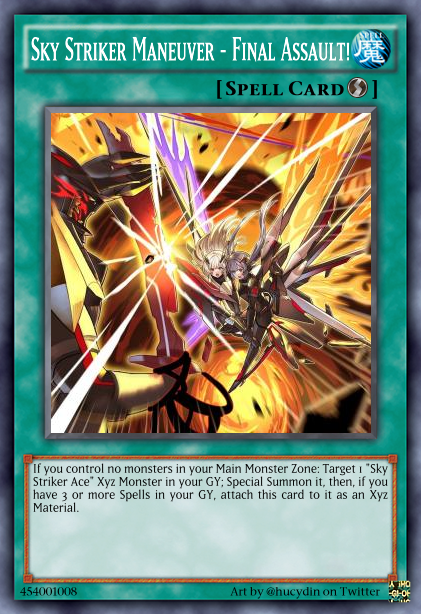 Sky Striker Maneuver - Final Assault!
SPELL
魔
[Spell Card]
If you control no monsters in your Main Monster Zone: Target 1 "Sky
Striker Ace" Xyz Monster in your GY; Special Summon it, then, if you
have 3 or more Spells in your GY, attach this card to it as an Xyz
Material.
454001008
Art by @hucydin on Twitter